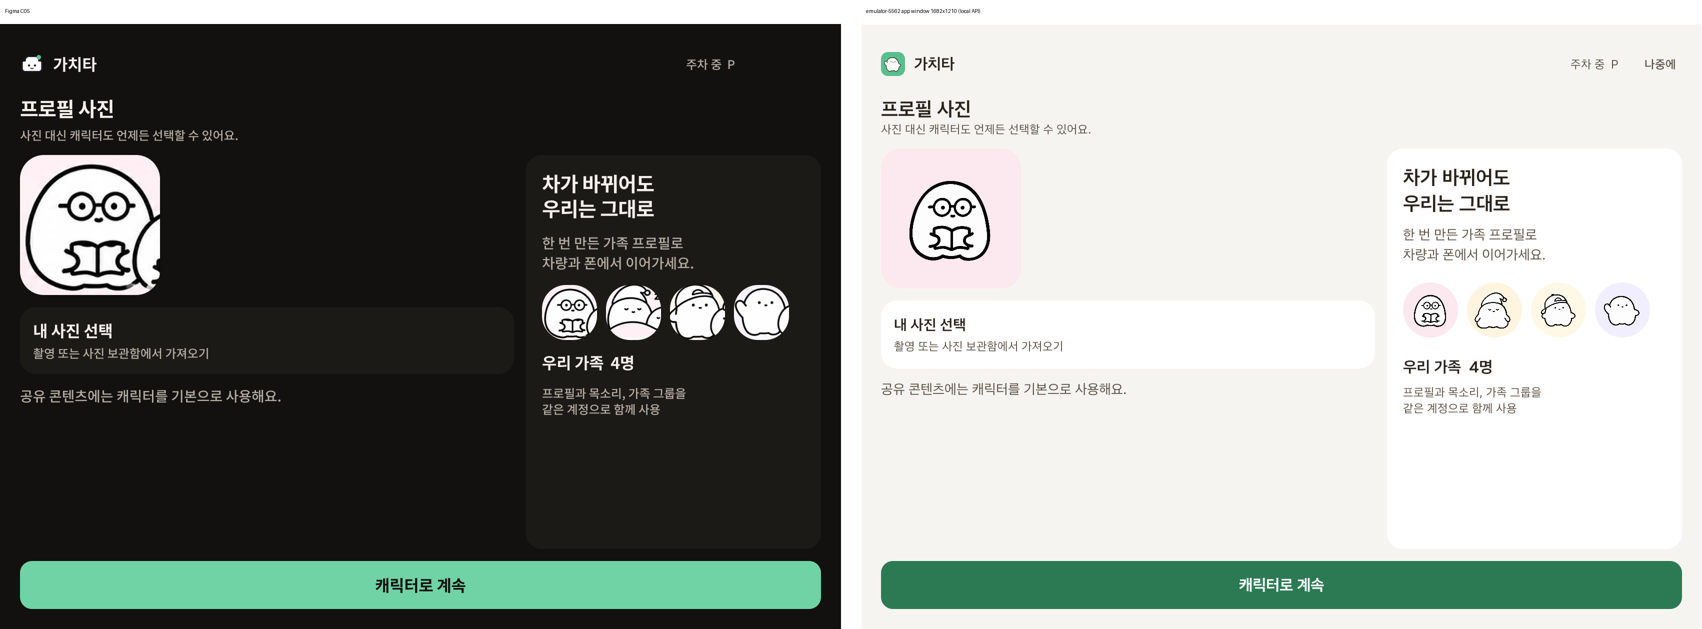 Figma C05
가치타
주차 중 P
프로필 사진
사진 대신 캐릭터도 언제든 선택할 수 있어요.
차가 바뀌어도
우리는 그대로
한 번 만든 가족 프로필로
차량과 폰에서 이어가세요.
내 사진 선택
촬영 또는 사진 보관함에서 가져오기
우리 가족 4명
프로필과 목소리, 가족 그룹을
같은 계정으로 함께 사용
공유 콘텐츠에는 캐릭터를 기본으로 사용해요.
캐릭터로 계속
emulator-5562 app window 1682x1210 (local API)
가치타
주차 중 P
나중에
프로필 사진
사진 대신 캐릭터도 언제든 선택할 수 있어요.
차가 바뀌어도
우리는 그대로
한 번 만든 가족 프로필로
차량과 폰에서 이어가세요.
내 사진 선택
촬영 또는 사진 보관함에서 가져오기
우리 가족 4명
프로필과 목소리, 가족 그룹을
같은 계정으로 함께 사용
공유 콘텐츠에는 캐릭터를 기본으로 사용해요.
캐릭터로 계속